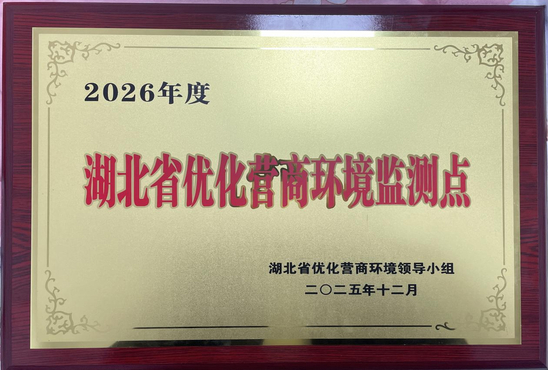 2026年度
湖北省优化营商环境监测点
湖北省优化营商环境领导小组
二〇二五年十二月